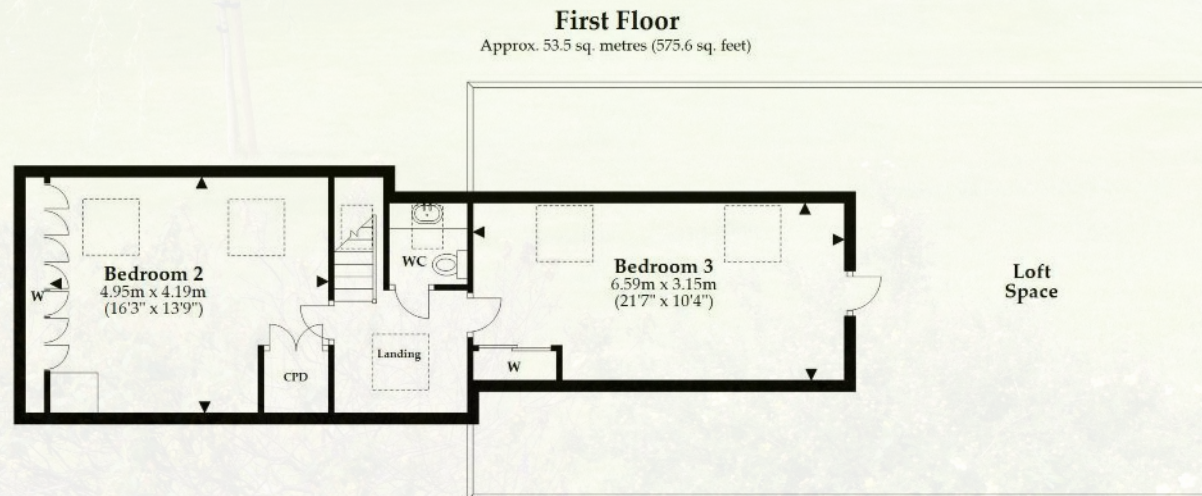 First Floor
Approx. 53.5 sq. metres (575.6 sq. feet)
Bedroom 2
4.95m x 4.19m
(16'3" x 13'9")
W
CPD
WC
Landing
Bedroom 3
6.59m x 3.15m
(21'7" x 10'4")
W
Loft
Space